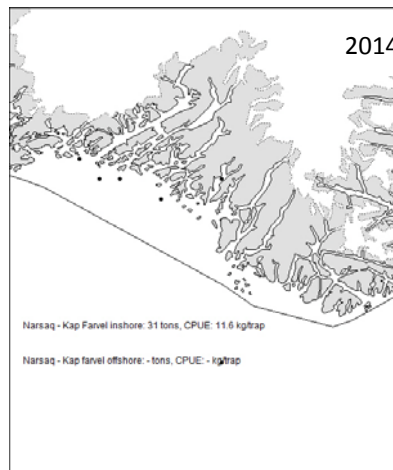 2014
Narsaq - Kap Farvel inshore: 31 tons, CPUE: 11.6 kg/trap
Narsaq - Kap farvel offshore: - tons, CPUE: - kg/trap